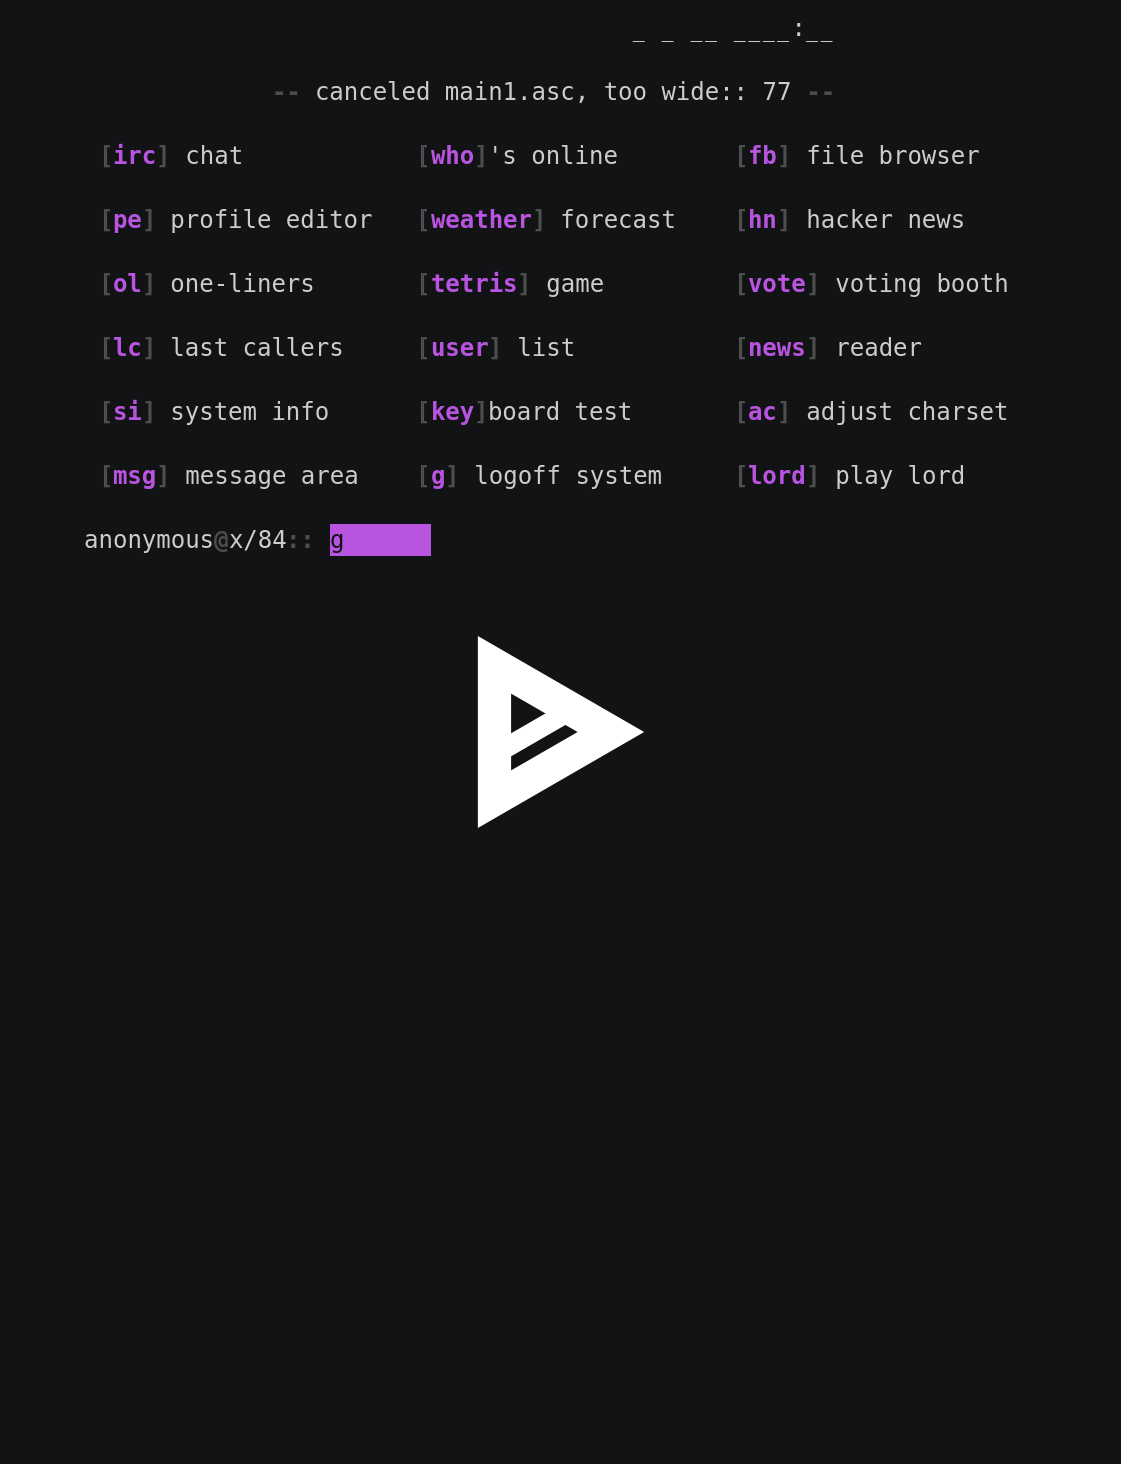 _ _ __ ____:__
-- canceled main1.asc, too wide:: 77 --
[irc] chat [who]'s online [fb] file browser
[pe] profile editor [weather] forecast [hn] hacker news
[ol] one-liners [tetris] game [vote] voting booth
[lc] last callers [user] list [news] reader
[si] system info [key]board test [ac] adjust charset
[msg] message area [g] logoff system [lord] play lord
anonymous@x/84:: g